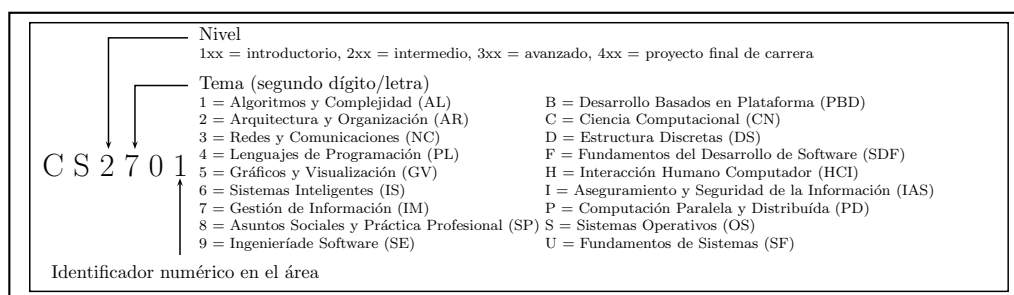 Nivel
1xx = introductorio, 2xx = intermedio, 3xx = avanzado, 4xx = proyecto final de carrera
Tema (segundo dígito/letra)
1 = Algoritmos y Complejidad (AL) B = Desarrollo Basados en Plataforma (PBD)
2 = Arquitectura y Organización (AR) C = Ciencia Computacional (CN)
3 = Redes y Comunicaciones (NC) D = Estructura Discretas (DS)
4 = Lenguajes de Programación (PL) F = Fundamentos del Desarrollo de Software (SDF)
CS2701
5 = Gráficos y Visualización (GV) H = Interacción Humano Computador (HCI)
6 = Sistemas Inteligentes (IS) I = Aseguramiento y Seguridad de la Información (IAS)
7 = Gestión de Información (IM) P = Computación Paralela y Distribuída (PD)
8 = Asuntos Sociales y Práctica Profesional (SP) S = Sistemas Operativos (OS)
9 = Ingenieríade Software (SE) U = Fundamentos de Sistemas (SF)
Identificador numérico en el área